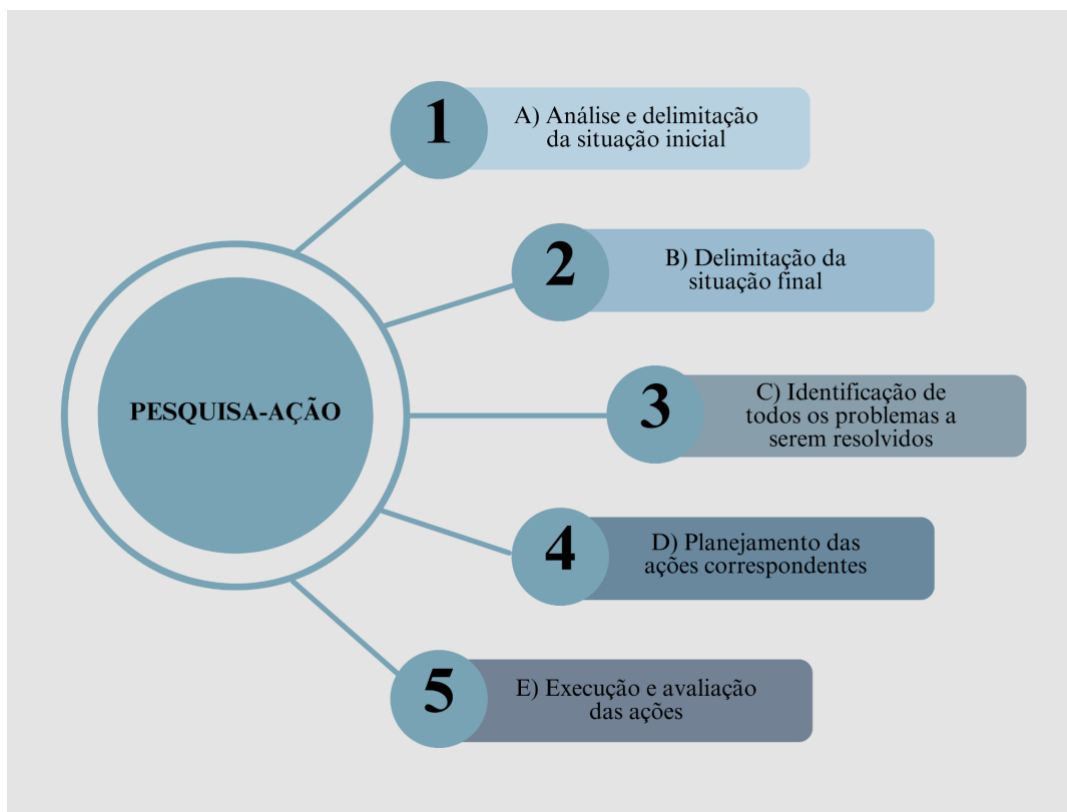 1
A) Análise e delimitação
da situação inicial
2
B) Delimitação da
situação final
PESQUISA-AÇÃO
3
C) Identificação de
todos os problemas a
serem resolvidos
4
D) Planejamento das
ações correspondentes
5
E) Execução e avaliação
das ações